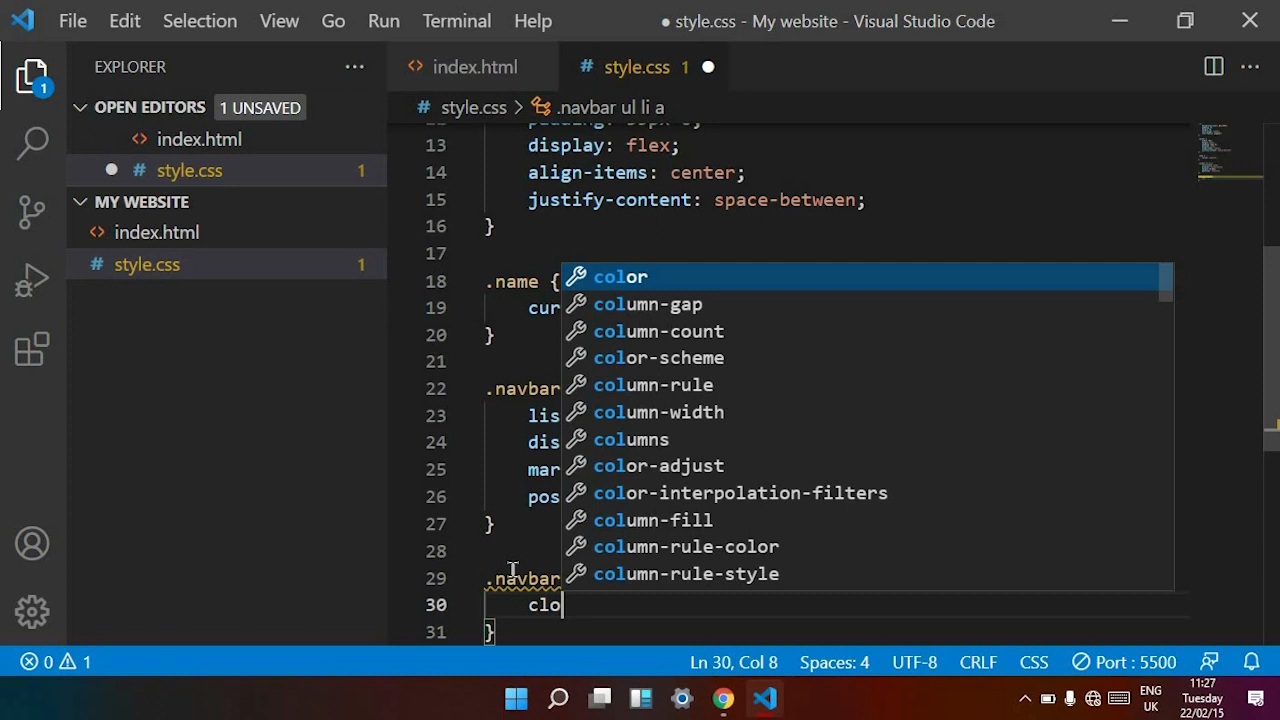 File Edit Selection View Go Run Terminal Help ● style.css - My website - Visual Studio Code
EXPLORER ···
index.html
style.css 1
OPEN EDITORS 1 UNSAVED
index.html
style.css 1
MY WEBSITE
index.html
style.css 1
1
style.css > .navbar ul li a
13 display: flex;
14 align-items: center;
15 justify-content: space-between;
16 }
17
18 .name {
19 cur
20 }
21
22 .navbar
23 lis
24 dis
25 mar
26 pos
27 }
28
29 .navbar
30 clo
31 }
color
column-gap
column-count
color-scheme
column-rule
column-width
columns
color-adjust
color-interpolation-filters
column-fill
column-rule-color
column-rule-style
0 1 Ln 30, Col 8 Spaces: 4 UTF-8 CRLF CSS Port : 5500
ENG
UK
11:27
Tuesday
22/02/15